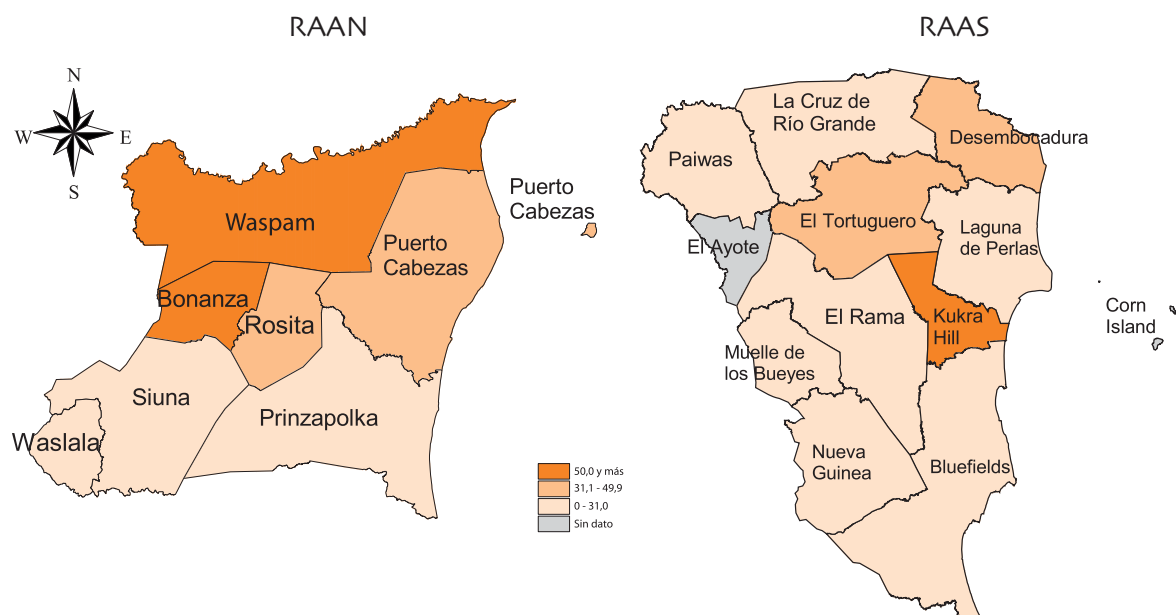 RAAN
RAAS
N
W
E
S
Waspam
Puerto
Cabezas
Puerto
Cabezas
Bonanza
Rosita
Siuna
Prinzapolka
Waslala
La Cruz de
Río Grande
Desembocadura
Paiwas
El Tortuguero
Laguna
de Perlas
El Ayote
El Rama
Kukra
Hill
Corn
Island
Muelle de
los Bueyes
Nueva
Guinea
Bluefields
50,0 y más
31,1 - 49,9
0 - 31,0
Sin dato